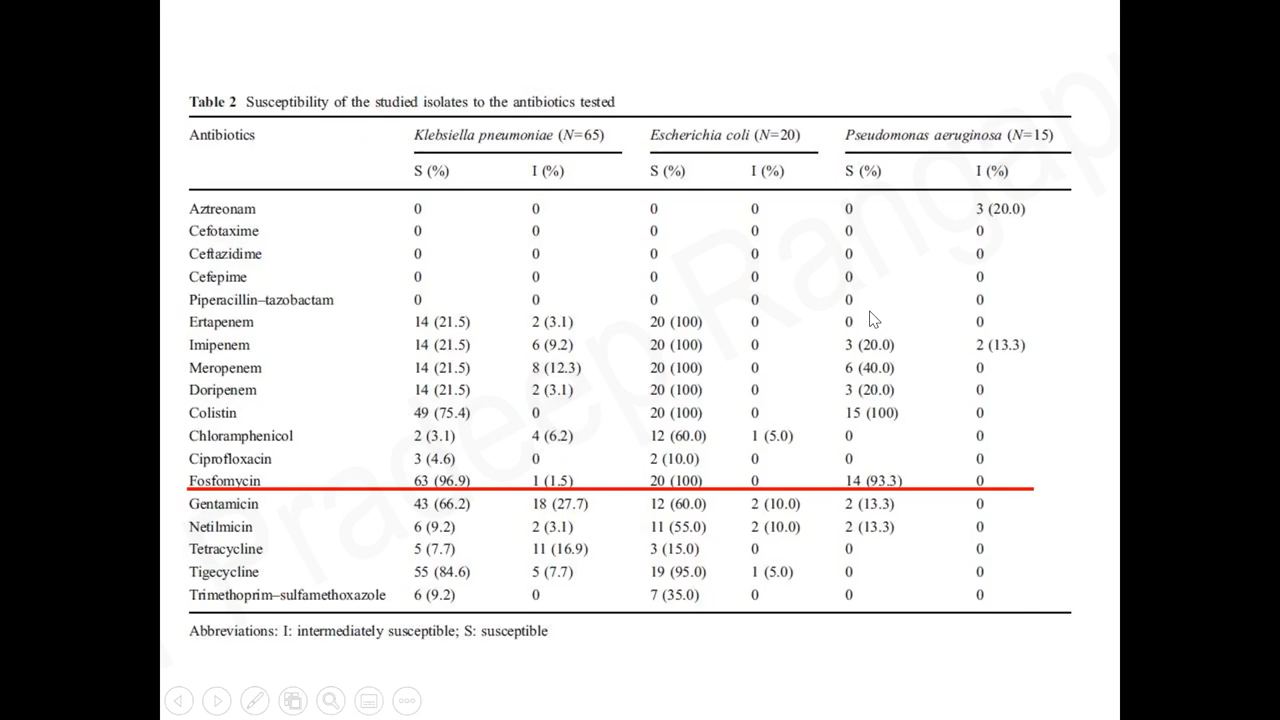 Table 2 Susceptibility of the studied isolates to the antibiotics tested
Antibiotics Klebsiella pneumoniae (N=65) Escherichia coli (N=20) Pseudomonas aeruginosa (N=15)
S (%) I (%) S (%) I (%) S (%) I (%)
Aztreonam 0 0 0 0 0 3 (20.0)
Cefotaxime 0 0 0 0 0 0
Ceftazidime 0 0 0 0 0 0
Cefepime 0 0 0 0 0 0
Piperacillin–tazobactam 0 0 0 0 0 0
Ertapenem 14 (21.5) 2 (3.1) 20 (100) 0 0 0
Imipenem 14 (21.5) 6 (9.2) 20 (100) 0 3 (20.0) 2 (13.3)
Meropenem 14 (21.5) 8 (12.3) 20 (100) 0 6 (40.0) 0
Doripenem 14 (21.5) 2 (3.1) 20 (100) 0 3 (20.0) 0
Colistin 49 (75.4) 0 20 (100) 0 15 (100) 0
Chloramphenicol 2 (3.1) 4 (6.2) 12 (60.0) 1 (5.0) 0 0
Ciprofloxacin 3 (4.6) 0 2 (10.0) 0 0 0
Fosfomycin 63 (96.9) 1 (1.5) 20 (100) 0 14 (93.3) 0
Gentamicin 43 (66.2) 18 (27.7) 12 (60.0) 2 (10.0) 2 (13.3) 0
Netilmicin 6 (9.2) 2 (3.1) 11 (55.0) 2 (10.0) 2 (13.3) 0
Tetracycline 5 (7.7) 11 (16.9) 3 (15.0) 0 0 0
Tigecycline 55 (84.6) 5 (7.7) 19 (95.0) 1 (5.0) 0 0
Trimethoprim–sulfamethoxazole 6 (9.2) 0 7 (35.0) 0 0 0
Abbreviations: I: intermediately susceptible; S: susceptible
Pradeep Rangap